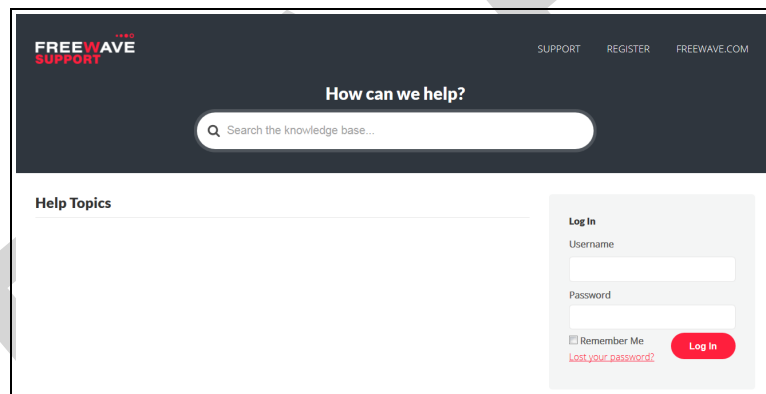 FREEWAVE
SUPPORT
SUPPORT REGISTER FREEWAVE.COM
How can we help?
Search the knowledge base...
Help Topics
Log In
Username
Password
Remember Me
Log In
Lost your password?